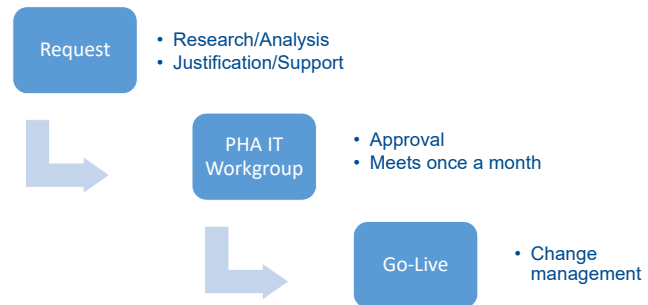 Request
• Research/Analysis
• Justification/Support
PHA IT
Workgroup
• Approval
• Meets once a month
Go-Live
• Change
management